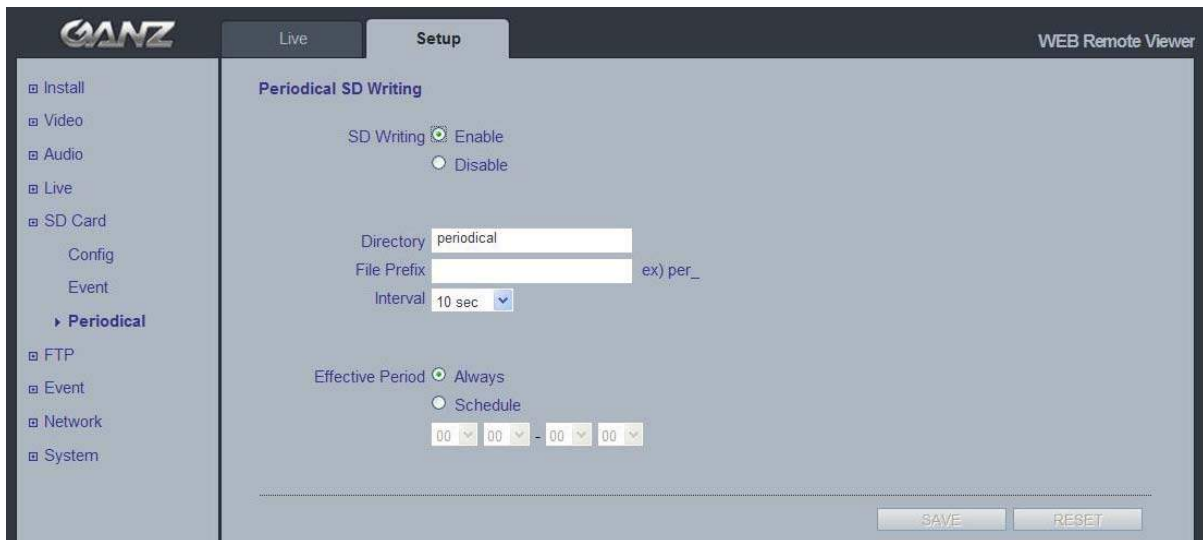 GANZ
Live
Setup
WEB Remote Viewer
Install
Video
Audio
Live
SD Card
Config
Event
Periodical
FTP
Event
Network
System
Periodical SD Writing
SD Writing Enable
Disable
Directory periodical
File Prefix ex) per_
Interval 10 sec
Effective Period Always
Schedule
00 00 - 00 00
SAVE RESET